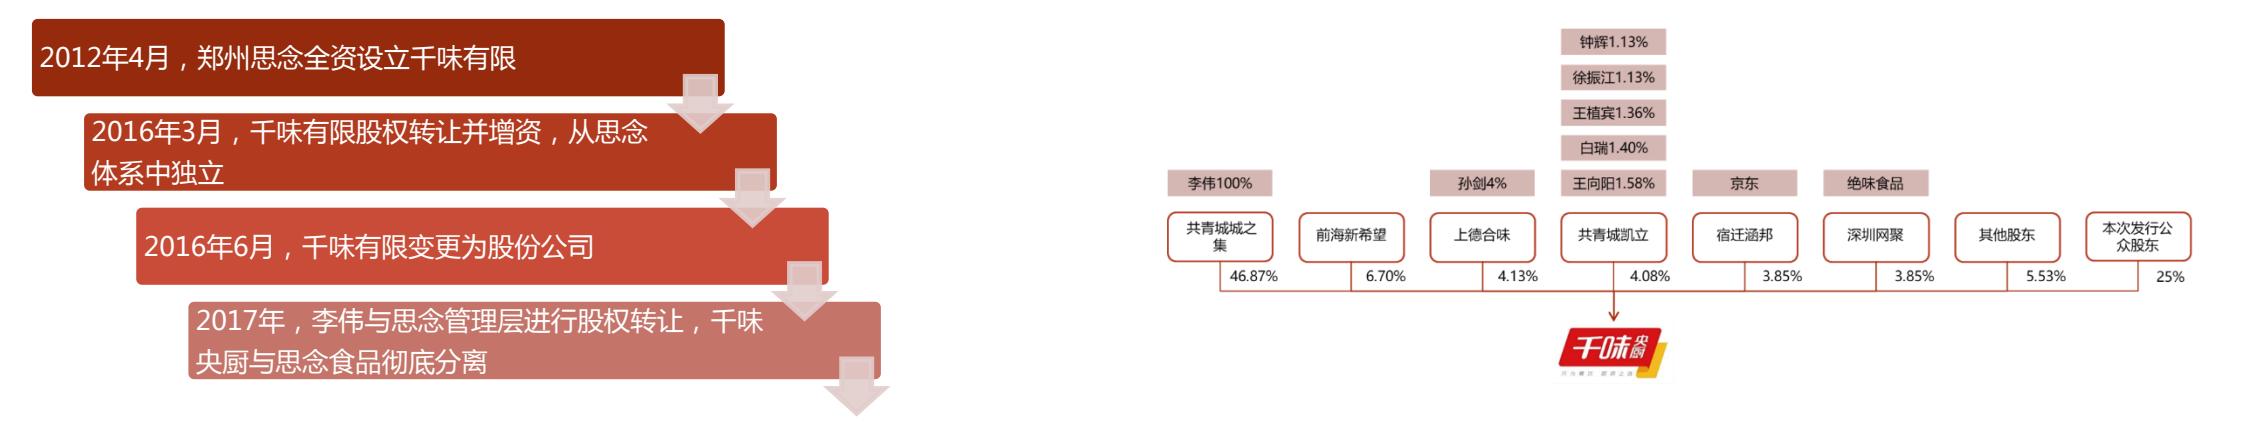 2012年4月，郑州思念全资设立千味有限
2016年3月，千味有限股权转让并增资，从思念
体系中独立
2016年6月，千味有限变更为股份公司
2017年，李伟与思念管理层进行股权转让，千味
央厨与思念食品彻底分离
钟辉1.13%
徐振江1.13%
王植宾1.36%
白瑞1.40%
李伟100%
孙剑4%
王向阳1.58%
京东
绝味食品
共青城城之
集
前海新希望
上德合味
共青城凯立
宿迁涵邦
深圳网聚
其他股东
本次发行公
众股东
46.87%
6.70%
4.13%
4.08%
3.85%
3.85%
5.53%
25%
千味央厨